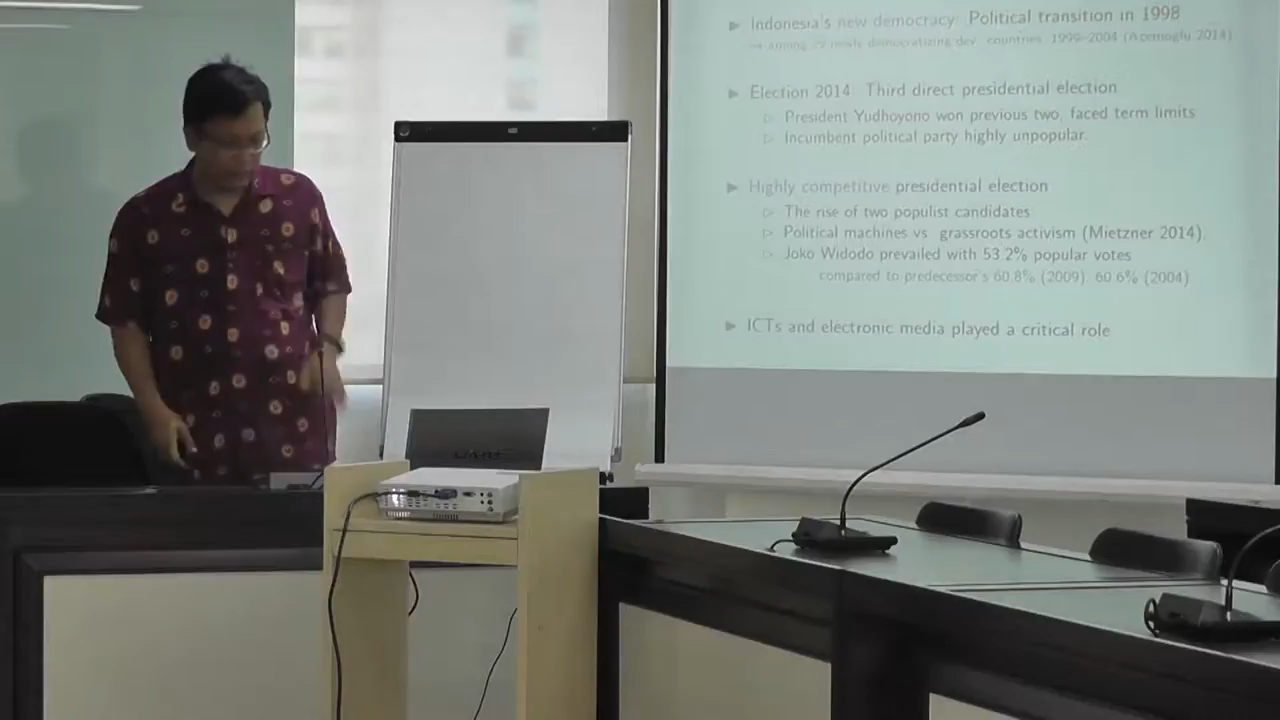 ▶ Indonesia's new democracy: Political transition in 1998
→ among 29 newly democratizing dev. countries, 1999-2004 (Acemoglu 2014)
▶ Election 2014: Third direct presidential election
▷ President Yudhoyono won previous two, faced term limits
▷ Incumbent political party highly unpopular.
▶ Highly competitive presidential election
▷ The rise of two populist candidates
▷ Political machines vs. grassroots activism (Mietzner 2014).
▷ Joko Widodo prevailed with 53.2% popular votes
compared to predecessor's 60.8% (2009), 60.6% (2004)
▶ ICTs and electronic media played a critical role